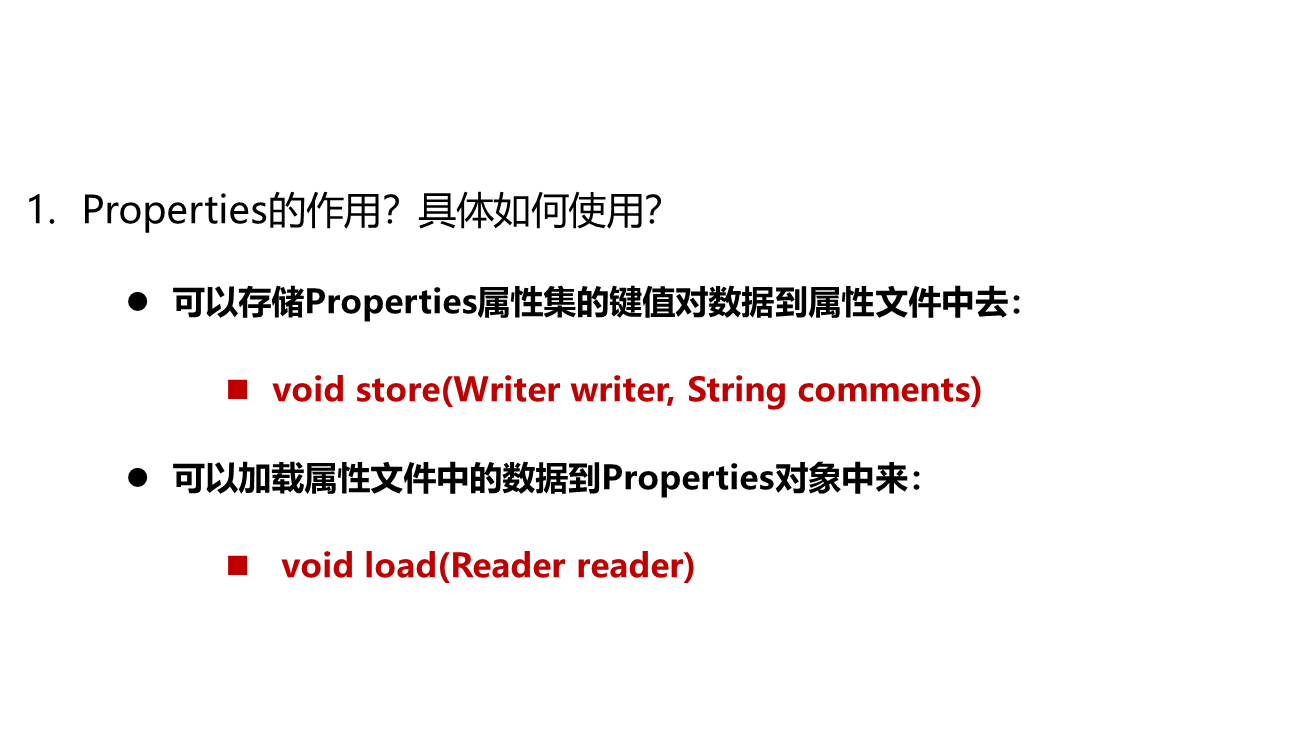 1. Properties的作用？具体如何使用？
● 可以存储Properties属性集的键值对数据到属性文件中去：
■ void store(Writer writer, String comments)
● 可以加载属性文件中的数据到Properties对象中来：
■ void load(Reader reader)